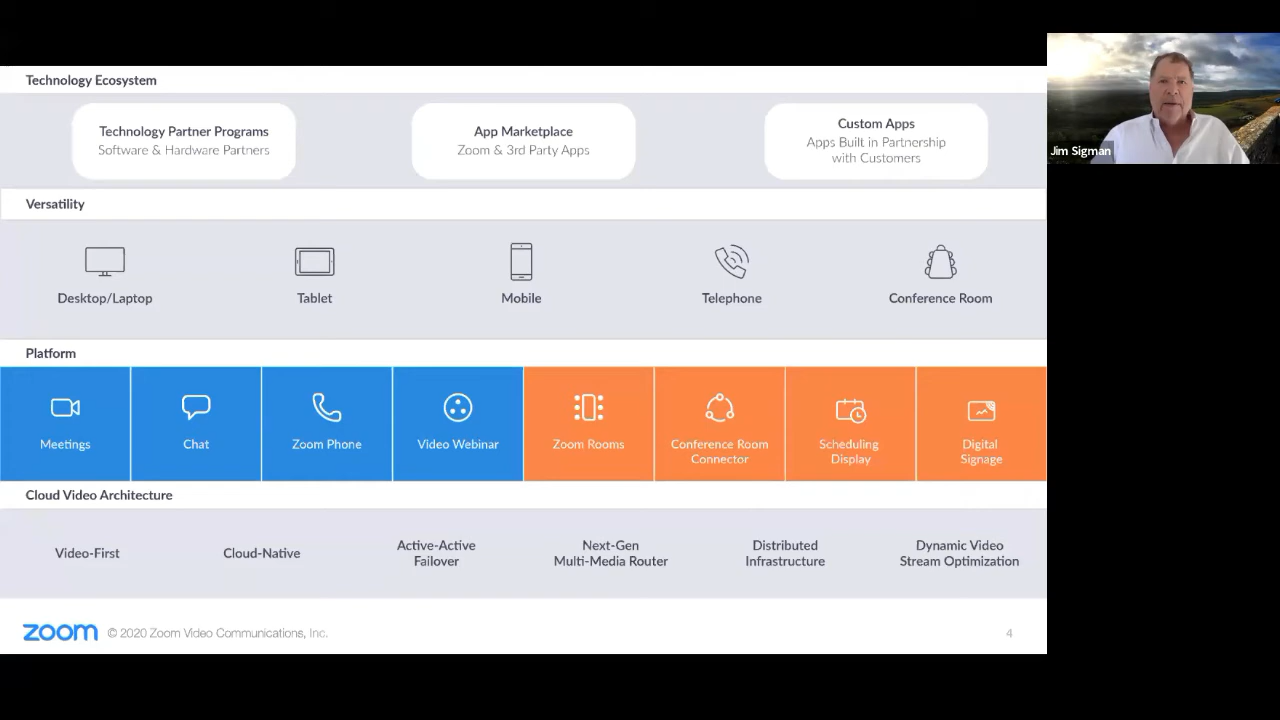 Technology Ecosystem
Technology Partner Programs
Software & Hardware Partners
App Marketplace
Zoom & 3rd Party Apps
Custom Apps
Apps Built in Partnership
with Customers
Jim Sigman
Versatility
Desktop/Laptop
Tablet
Mobile
Telephone
Conference Room
Platform
Meetings
Chat
Zoom Phone
Video Webinar
Zoom Rooms
Conference Room
Connector
Scheduling
Display
Digital
Signage
Cloud Video Architecture
Video-First
Cloud-Native
Active-Active
Failover
Next-Gen
Multi-Media Router
Distributed
Infrastructure
Dynamic Video
Stream Optimization
zoom
© 2020 Zoom Video Communications, Inc.
4